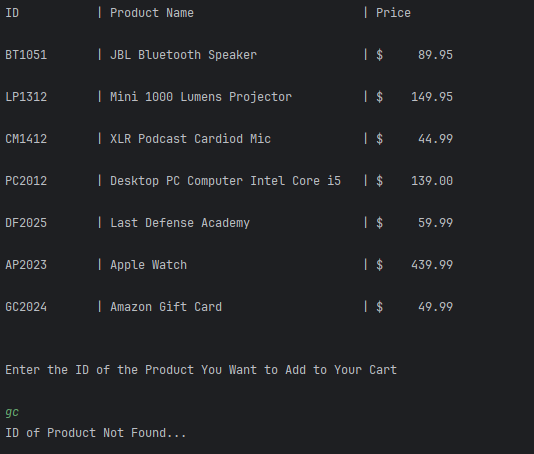 ID | Product Name | Price
BT1051 | JBL Bluetooth Speaker | $ 89.95
LP1312 | Mini 1000 Lumens Projector | $ 149.95
CM1412 | XLR Podcast Cardiod Mic | $ 44.99
PC2012 | Desktop PC Computer Intel Core i5 | $ 139.00
DF2025 | Last Defense Academy | $ 59.99
AP2023 | Apple Watch | $ 439.99
GC2024 | Amazon Gift Card | $ 49.99
Enter the ID of the Product You Want to Add to Your Cart
gc
ID of Product Not Found...